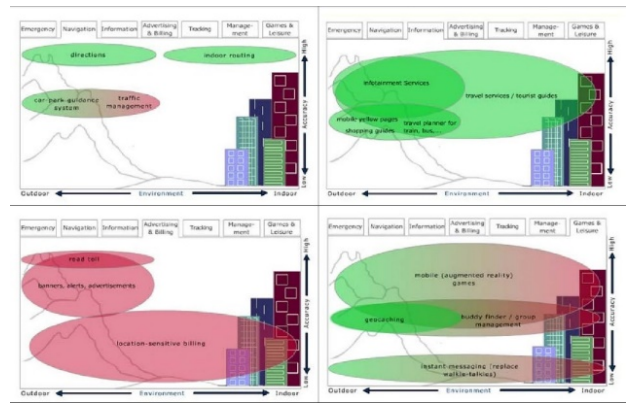 Emergency Navigation Information Advertising & Billing Tracking Manage-ment Games & Leisure
directions
indoor routing
car-park-guidance system
traffic management
High
Accuracy
Low
Outdoor Environment Indoor
Emergency Navigation Information Advertising & Billing Tracking Manage-ment Games & Leisure
infotainment Services
travel services / tourist guides
mobile yellow pages
shopping guides
travel planner for
train, bus,...
High
Accuracy
Low
Outdoor Environment Indoor
Emergency Navigation Information Advertising & Billing Tracking Manage-ment Games & Leisure
road toll
banners, alerts, advertisements
location-sensitive billing
High
Accuracy
Low
Outdoor Environment Indoor
Emergency Navigation Information Advertising & Billing Tracking Manage-ment Games & Leisure
mobile (augmented reality)
games
geocaching
buddy finder / group
management
instant-messaging (replace
walkie-talkies)
High
Accuracy
Low
Outdoor Environment Indoor